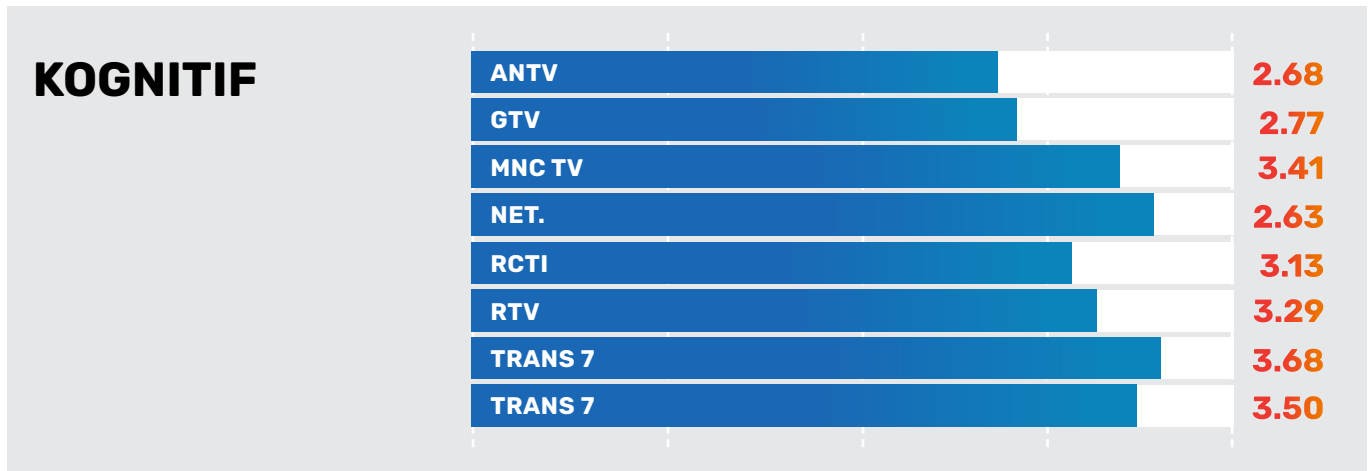 KOGNITIF
ANTV 2.68
GTV 2.77
MNC TV 3.41
NET. 2.63
RCTI 3.13
RTV 3.29
TRANS 7 3.68
TRANS 7 3.50